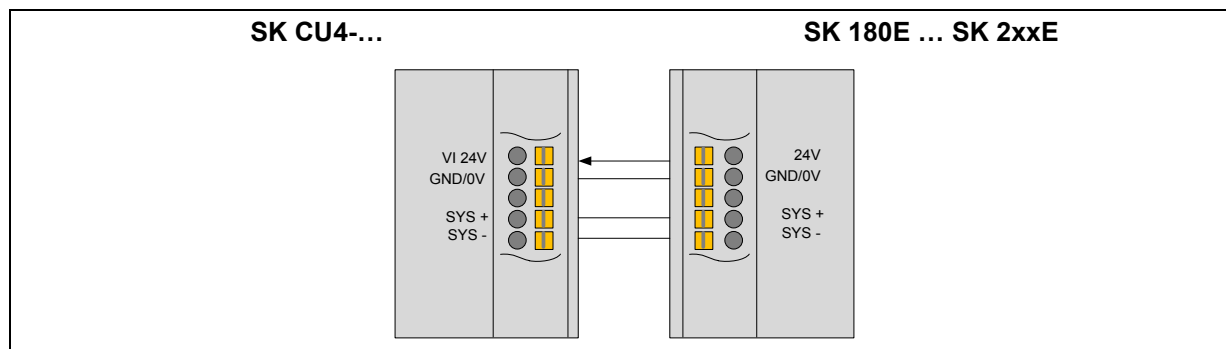 SK CU4-…
SK 180E … SK 2xxE
VI 24V
GND/0V
SYS +
SYS -
24V
GND/0V
SYS +
SYS -